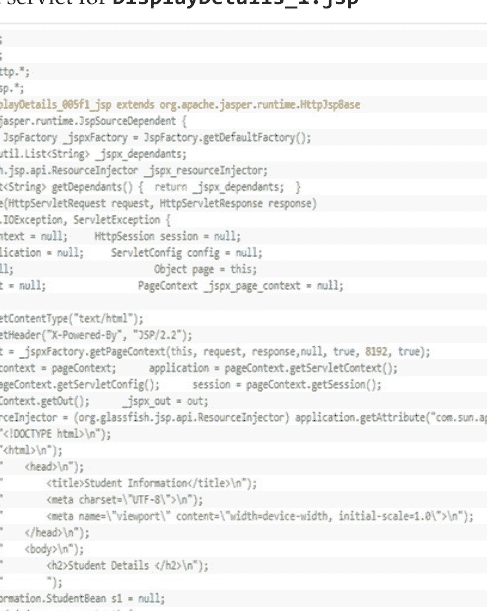 servlet for DisplayDetails_1.jsp
;
;
ttp.*;
sp.*;
playDetails_005f1_jsp extends org.apache.jasper.runtime.HttpJspBase
jasper.runtime.JspSourceDependent {
JspFactory _jspxFactory = JspFactory.getDefaultFactory();
util.List<String> _jspx_dependants;
h.jsp.api.ResourceInjector _jspx_resourceInjector;
t<String> getDependants() { return _jspx_dependants; }
e(HttpServletRequest request, HttpServletResponse response)
.IOException, ServletException {
ntext = null; HttpSession session = null;
lication = null; ServletConfig config = null;
ll; Object page = this;
t = null; PageContext _jspx_page_context = null;
etContentType("text/html");
etHeader("X-Powered-By", "JSP/2.2");
t = _jspxFactory.getPageContext(this, request, response,null, true, 8192, true);
context = pageContext; application = pageContext.getServletContext();
ageContext.getServletConfig(); session = pageContext.getSession();
Context.getOut(); _jspx_out = out;
rceInjector = (org.glassfish.jsp.api.ResourceInjector) application.getAttribute("com.sun.ap
"<!DOCTYPE html>\n");
"<html>\n");
" <head>\n");
" <title>Student Information</title>\n");
" <meta charset=\"UTF-8\">\n");
" <meta name=\"viewport\" content=\"width=device-width, initial-scale=1.0\">\n");
" </head>\n");
" <body>\n");
" <h2>Student Details </h2>\n");
" ");
ormation.StudentBean s1 = null;